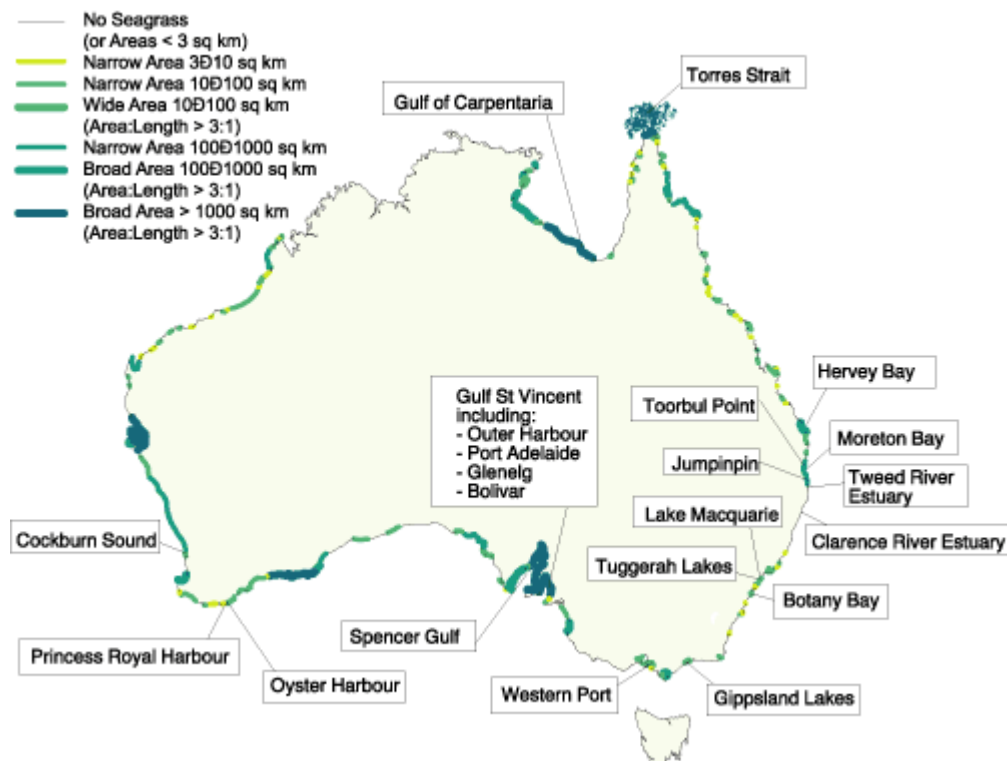 No Seagrass
(or Areas < 3 sq km)
Narrow Area 3Ð10 sq km
Narrow Area 10Ð100 sq km
Wide Area 10Ð100 sq km
(Area:Length > 3:1)
Narrow Area 100Ð1000 sq km
Broad Area 100Ð1000 sq km
(Area:Length > 3:1)
Broad Area > 1000 sq km
(Area:Length > 3:1)
Torres Strait
Gulf of Carpentaria
Gulf St Vincent
including:
- Outer Harbour
- Port Adelaide
- Glenelg
- Bolivar
Hervey Bay
Toorbul Point
Moreton Bay
Jumpinpin
Tweed River
Estuary
Lake Macquarie
Clarence River Estuary
Cockburn Sound
Tuggerah Lakes
Botany Bay
Spencer Gulf
Princess Royal Harbour
Oyster Harbour
Western Port
Gippsland Lakes